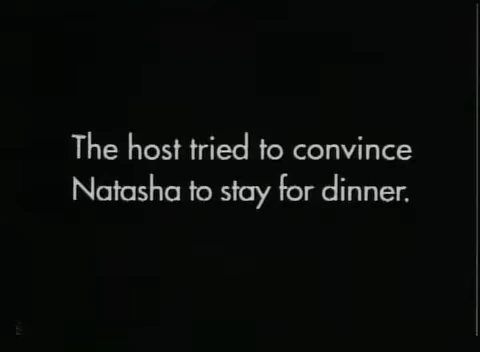 The host tried to convince
Natasha to stay for dinner.